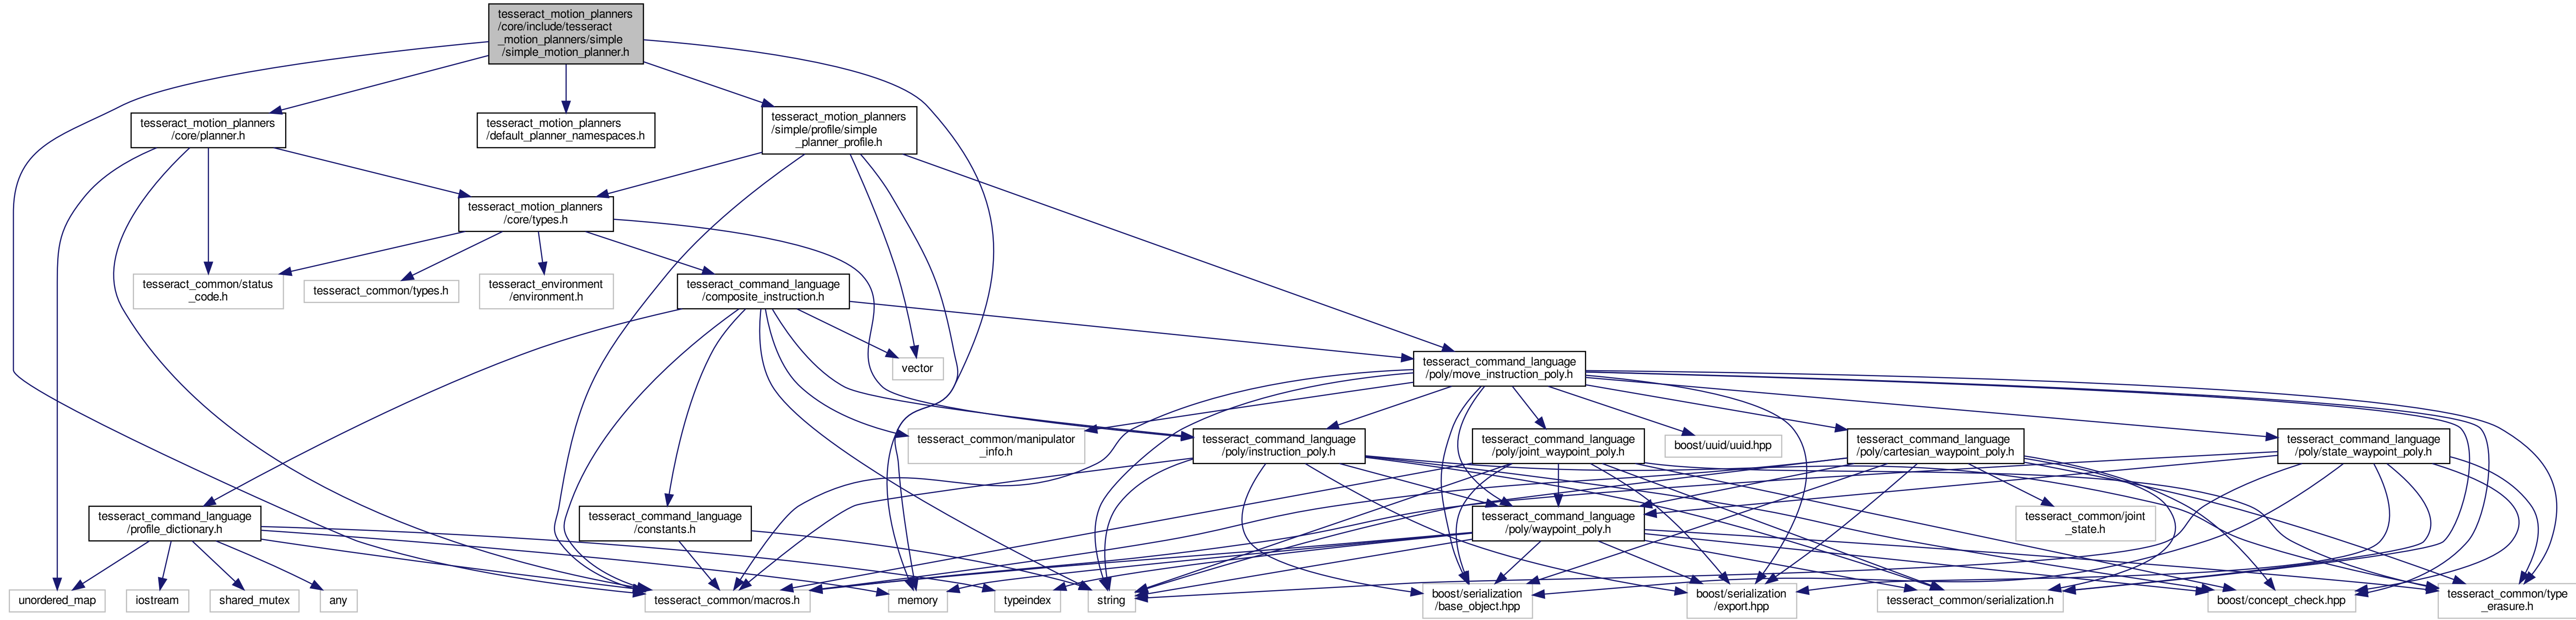 tesseract_motion_planners
/core/include/tesseract
_motion_planners/simple
/simple_motion_planner.h
tesseract_motion_planners
/core/planner.h
tesseract_motion_planners
/default_planner_namespaces.h
tesseract_motion_planners
/simple/profile/simple
_planner_profile.h
tesseract_motion_planners
/core/types.h
tesseract_common/status
_code.h
tesseract_common/types.h
tesseract_environment
/environment.h
tesseract_command_language
/composite_instruction.h
vector
tesseract_command_language
/poly/move_instruction_poly.h
tesseract_common/manipulator
_info.h
tesseract_command_language
/poly/instruction_poly.h
tesseract_command_language
/poly/joint_waypoint_poly.h
boost/uuid/uuid.hpp
tesseract_command_language
/poly/cartesian_waypoint_poly.h
tesseract_command_language
/poly/state_waypoint_poly.h
tesseract_command_language
/profile_dictionary.h
tesseract_command_language
/constants.h
tesseract_command_language
/poly/waypoint_poly.h
tesseract_common/joint
_state.h
unordered_map
iostream
shared_mutex
any
tesseract_common/macros.h
memory
typeindex
string
boost/serialization
/base_object.hpp
boost/serialization
/export.hpp
tesseract_common/serialization.h
boost/concept_check.hpp
tesseract_common/type
_erasure.h